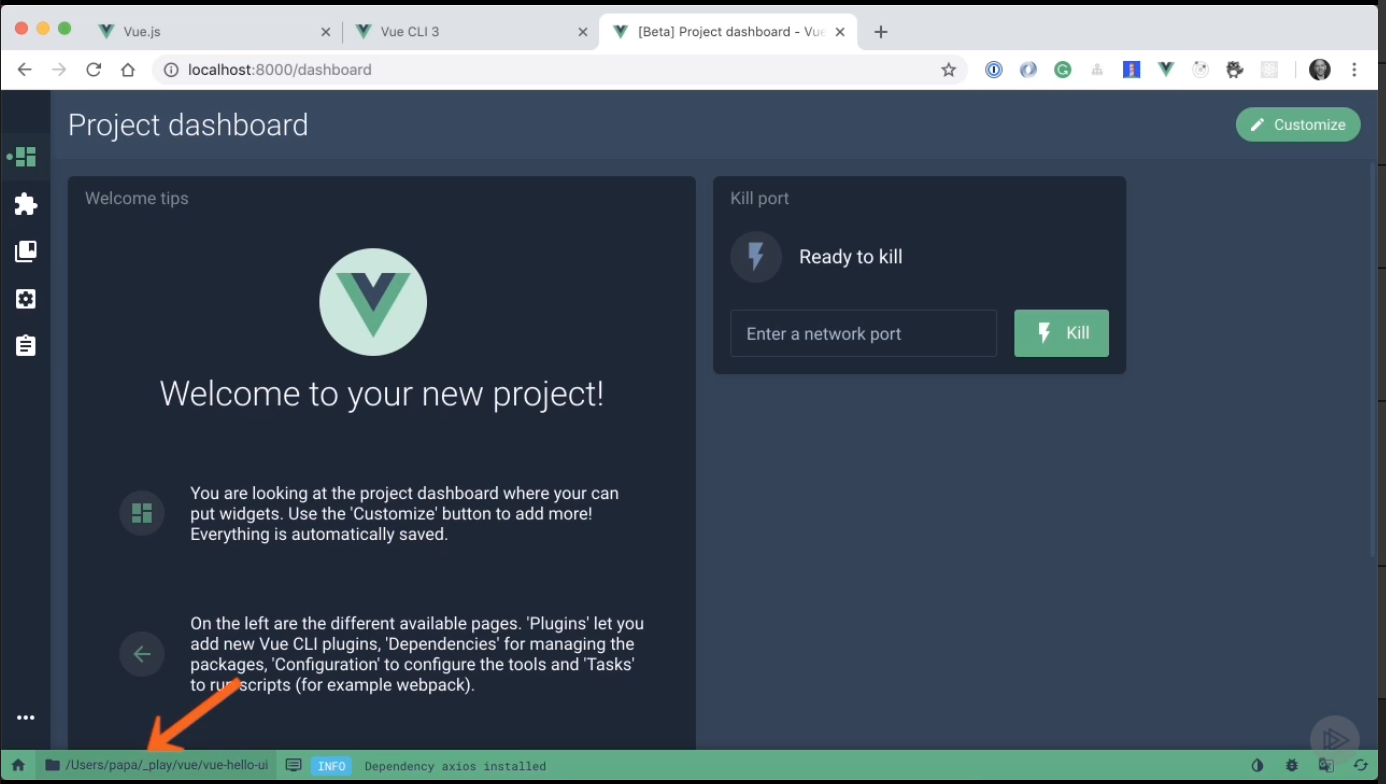 Vue.js
Vue CLI 3
[Beta] Project dashboard - Vue
localhost:8000/dashboard
Project dashboard
Customize
Welcome tips
Kill port
Ready to kill
Enter a network port
Kill
Welcome to your new project!
You are looking at the project dashboard where your can
put widgets. Use the 'Customize' button to add more!
Everything is automatically saved.
On the left are the different available pages. 'Plugins' let you
add new Vue CLI plugins, 'Dependencies' for managing the
packages, 'Configuration' to configure the tools and 'Tasks'
to run scripts (for example webpack).
/Users/papa/_play/vue/vue-hello-ui
INFO
Dependency axios installed